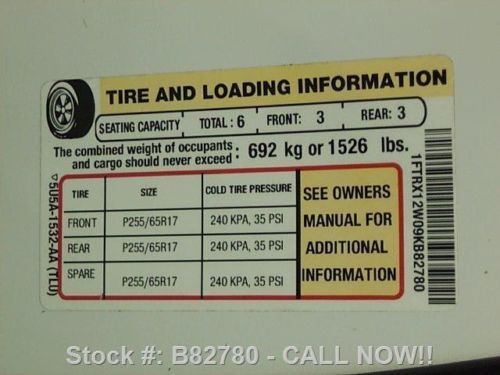 TIRE AND LOADING INFORMATION
SEATING CAPACITY TOTAL : 6 FRONT: 3 REAR: 3
The combined weight of occupants
and cargo should never exceed : 692 kg or 1526 lbs.
TIRE SIZE COLD TIRE PRESSURE
FRONT P255/65R17 240 KPA, 35 PSI
REAR P255/65R17 240 KPA, 35 PSI
SPARE P255/65R17 240 KPA, 35 PSI
SEE OWNERS
MANUAL FOR
ADDITIONAL
INFORMATION
▽5U5A-1532-AA (TLU)
1FTRX12W09KB82780
Stock #: B82780 - CALL NOW!!